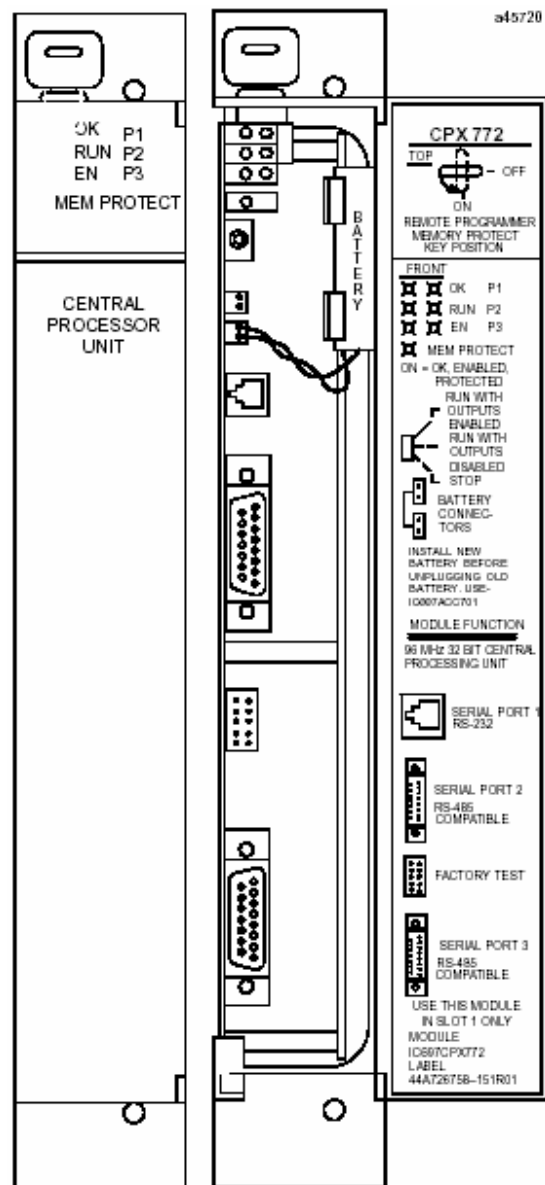 a45720
OK P1
RUN P2
EN P3
MEM PROTECT
CENTRAL
PROCESSOR
UNIT
BATTERY
CPX 772
TOP
OFF
ON
REMOTE PROGRAMMER
MEMORY PROTECT
KEY POSITION
FRONT
OK P1
RUN P2
EN P3
MEM PROTECT
ON = OK, ENABLED,
PROTECTED
RUN WITH
OUTPUTS
ENABLED
RUN WITH
OUTPUTS
DISABLED
STOP
BATTERY
CONNEC-
TORS
INSTALL NEW
BATTERY BEFORE
UNPLUGGING OLD
BATTERY. USE-
IC697ACC701
MODULE FUNCTION
96 MHz 32 BIT CENTRAL
PROCESSING UNIT
SERIAL PORT 1
RS-232
SERIAL PORT 2
RS-485
COMPATIBLE
FACTORY TEST
SERIAL PORT 3
RS-485
COMPATIBLE
USE THIS MODULE
IN SLOT 1 ONLY
MODULE
IC697CPX772
LABEL
44A726758-151R01